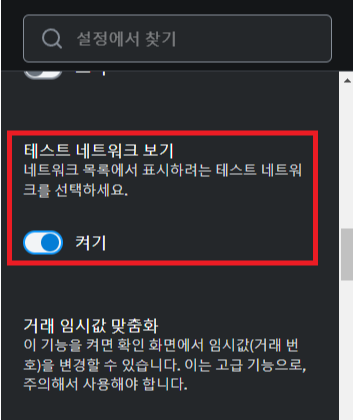 설정에서 찾기
테스트 네트워크 보기
네트워크 목록에서 표시하려는 테스트 네트워
크를 선택하세요.
켜기
거래 임시값 맞춤화
이 기능을 켜면 확인 화면에서 임시값(거래 번
호)을 변경할 수 있습니다. 이는 고급 기능으로,
주의해서 사용해야 합니다.